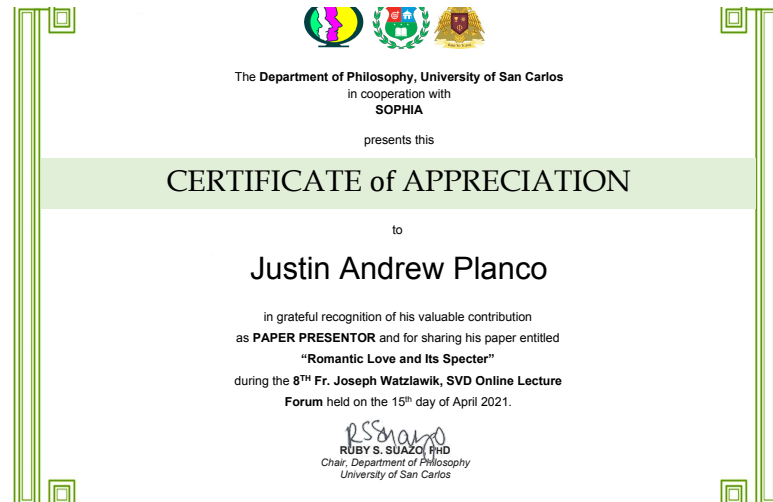 The Department of Philosophy, University of San Carlos
in cooperation with
SOPHIA
presents this
CERTIFICATE of APPRECIATION
to
Justin Andrew Planco
in grateful recognition of his valuable contribution
as PAPER PRESENTOR and for sharing his paper entitled
“Romantic Love and Its Specter”
during the 8TH Fr. Joseph Watzlawik, SVD Online Lecture
Forum held on the 15th day of April 2021.
RUBY S. SUAZO, PHD
Chair, Department of Philosophy
University of San Carlos